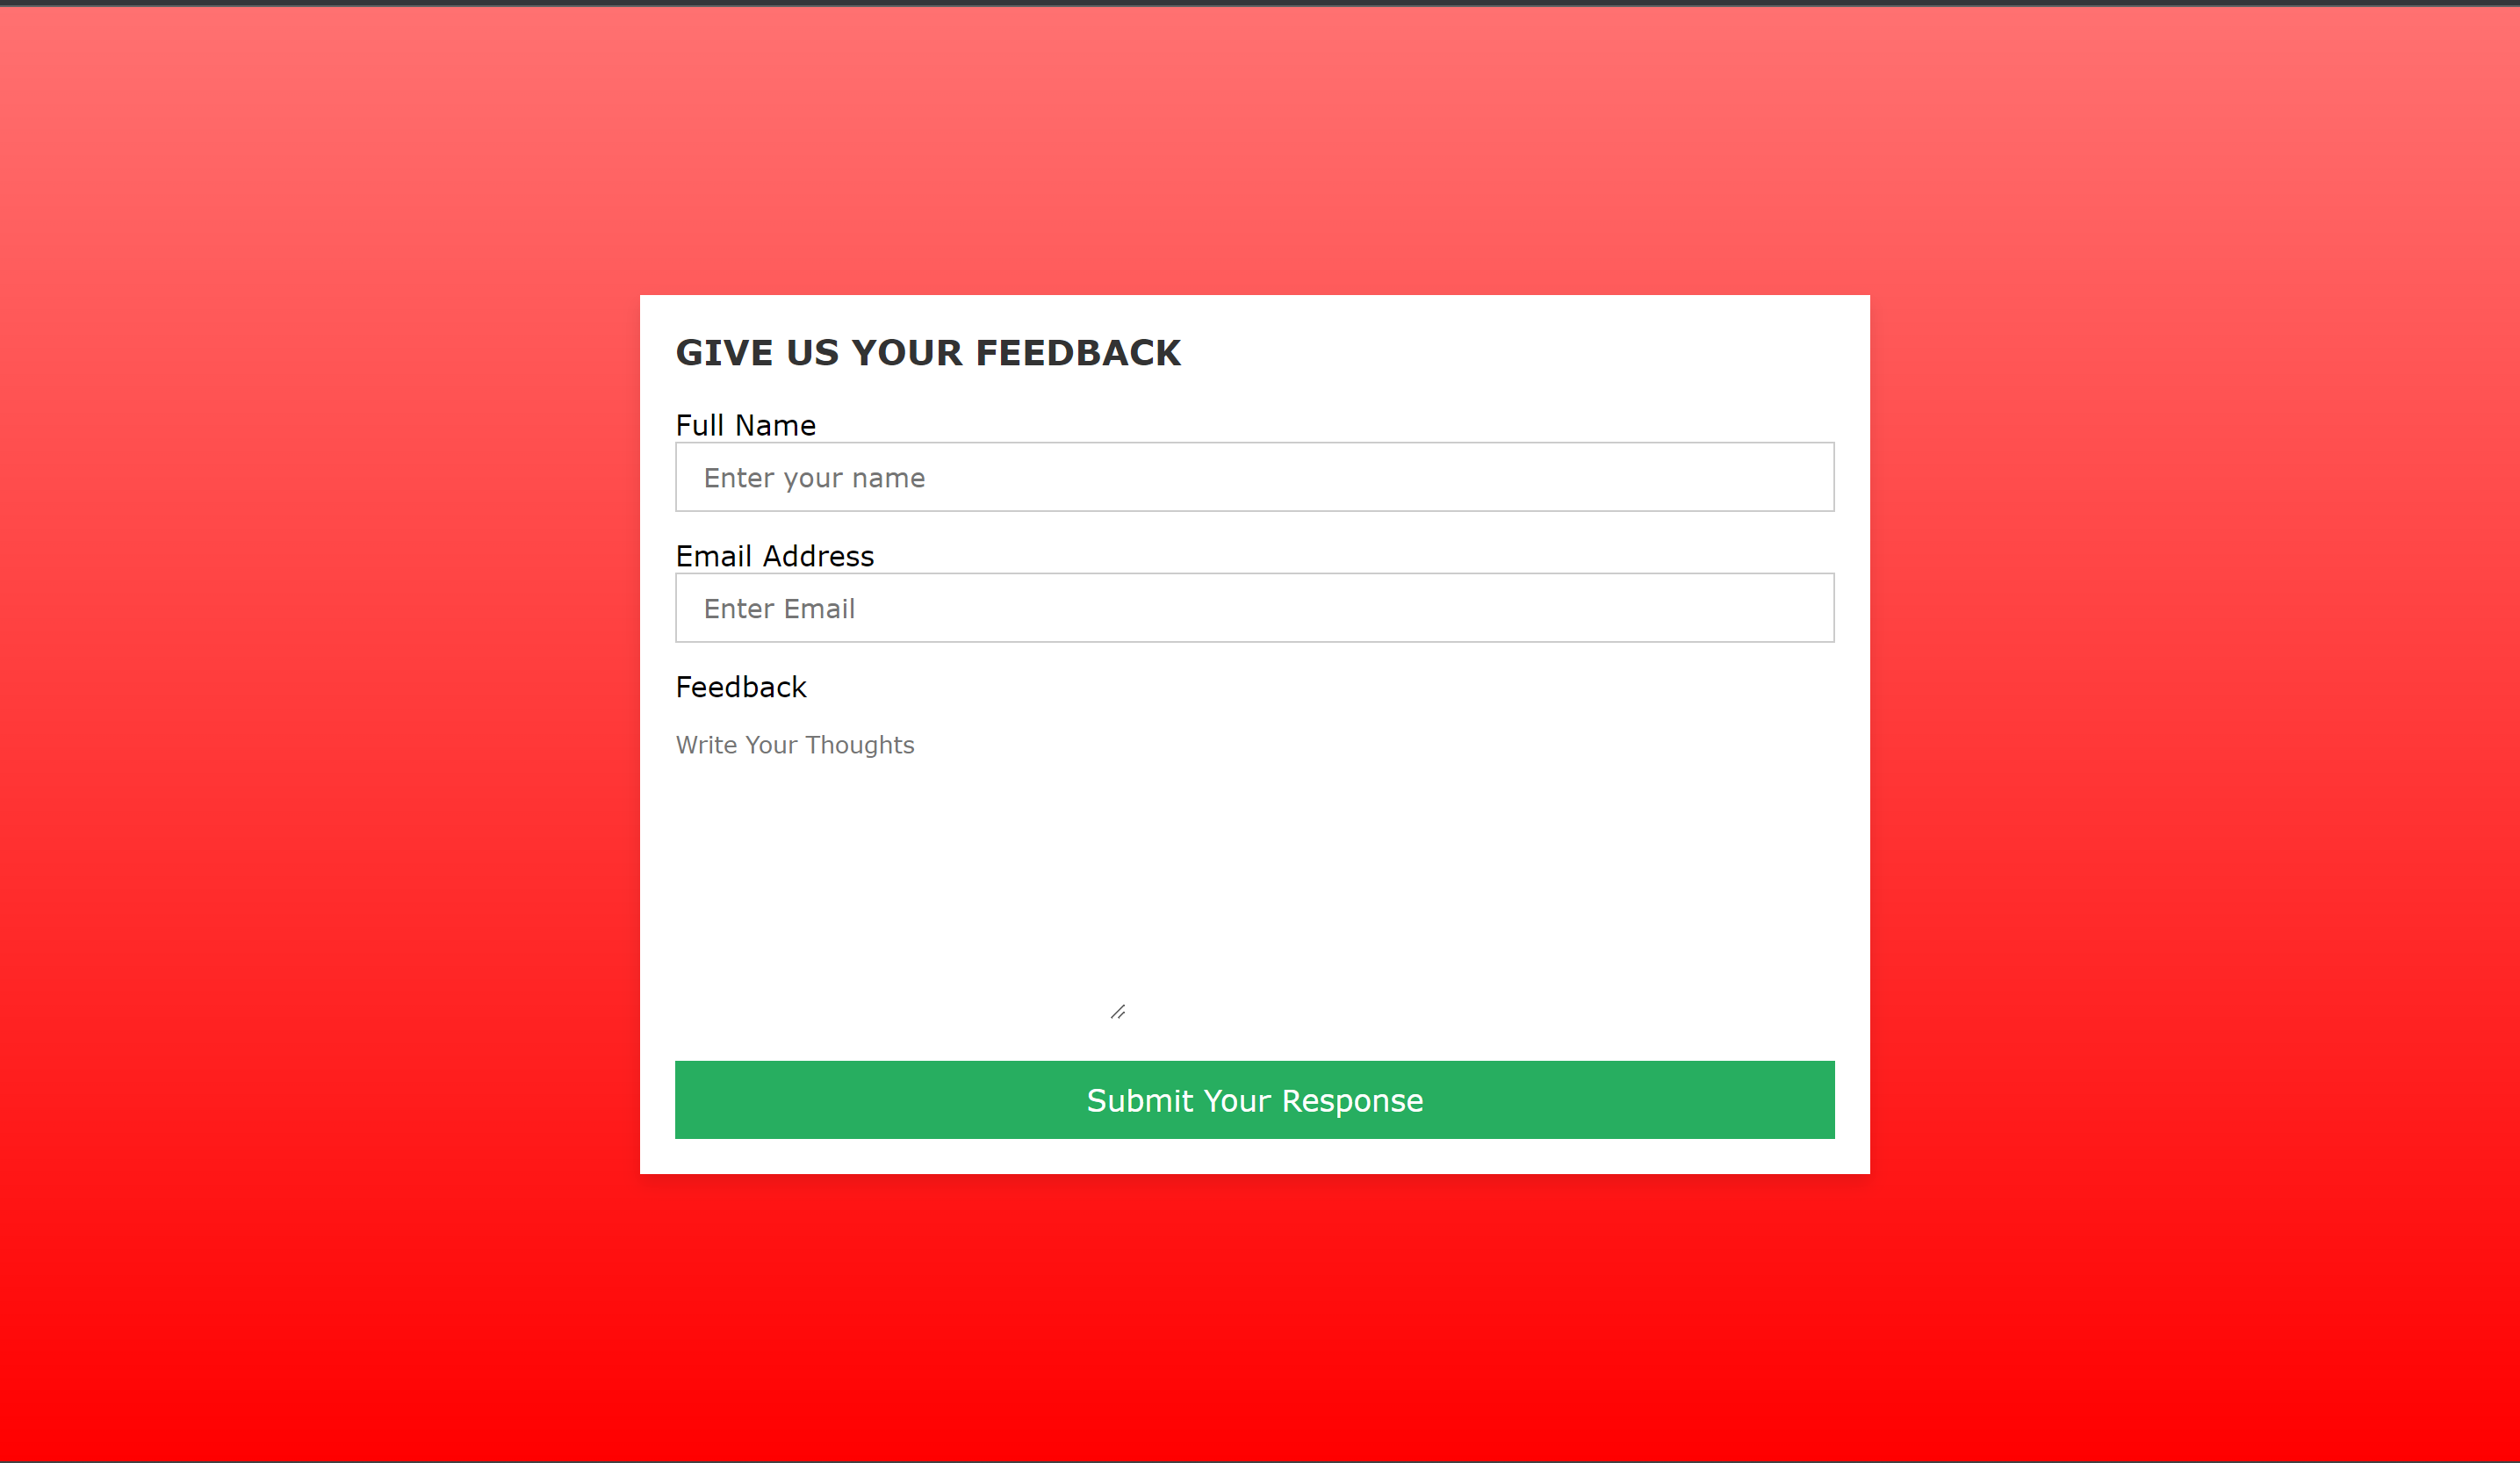 GIVE US YOUR FEEDBACK
Full Name
Enter your name
Email Address
Enter Email
Feedback
Write Your Thoughts
Submit Your Response